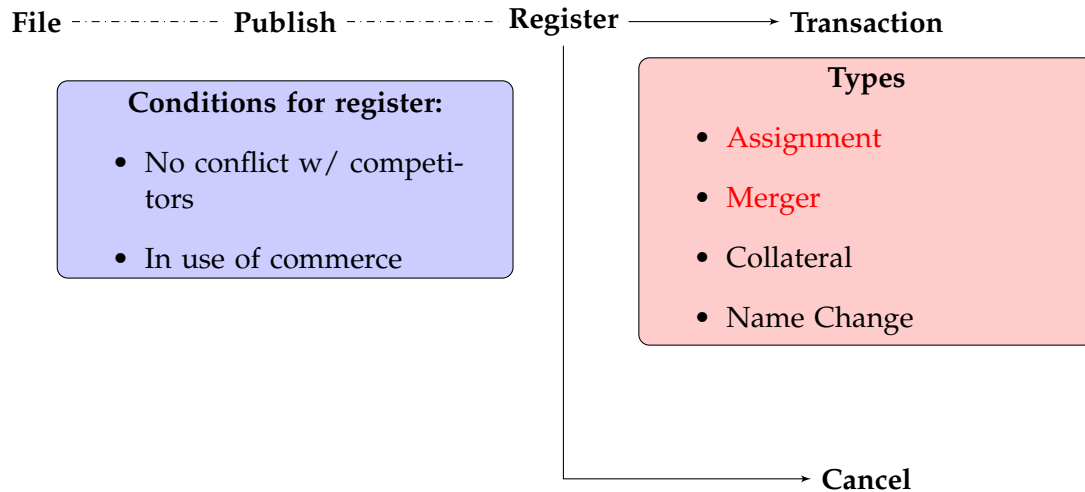 File Publish Register Transaction
Conditions for register:
• No conflict w/ competi-
tors
• In use of commerce
Types
• Assignment
• Merger
• Collateral
• Name Change
Cancel